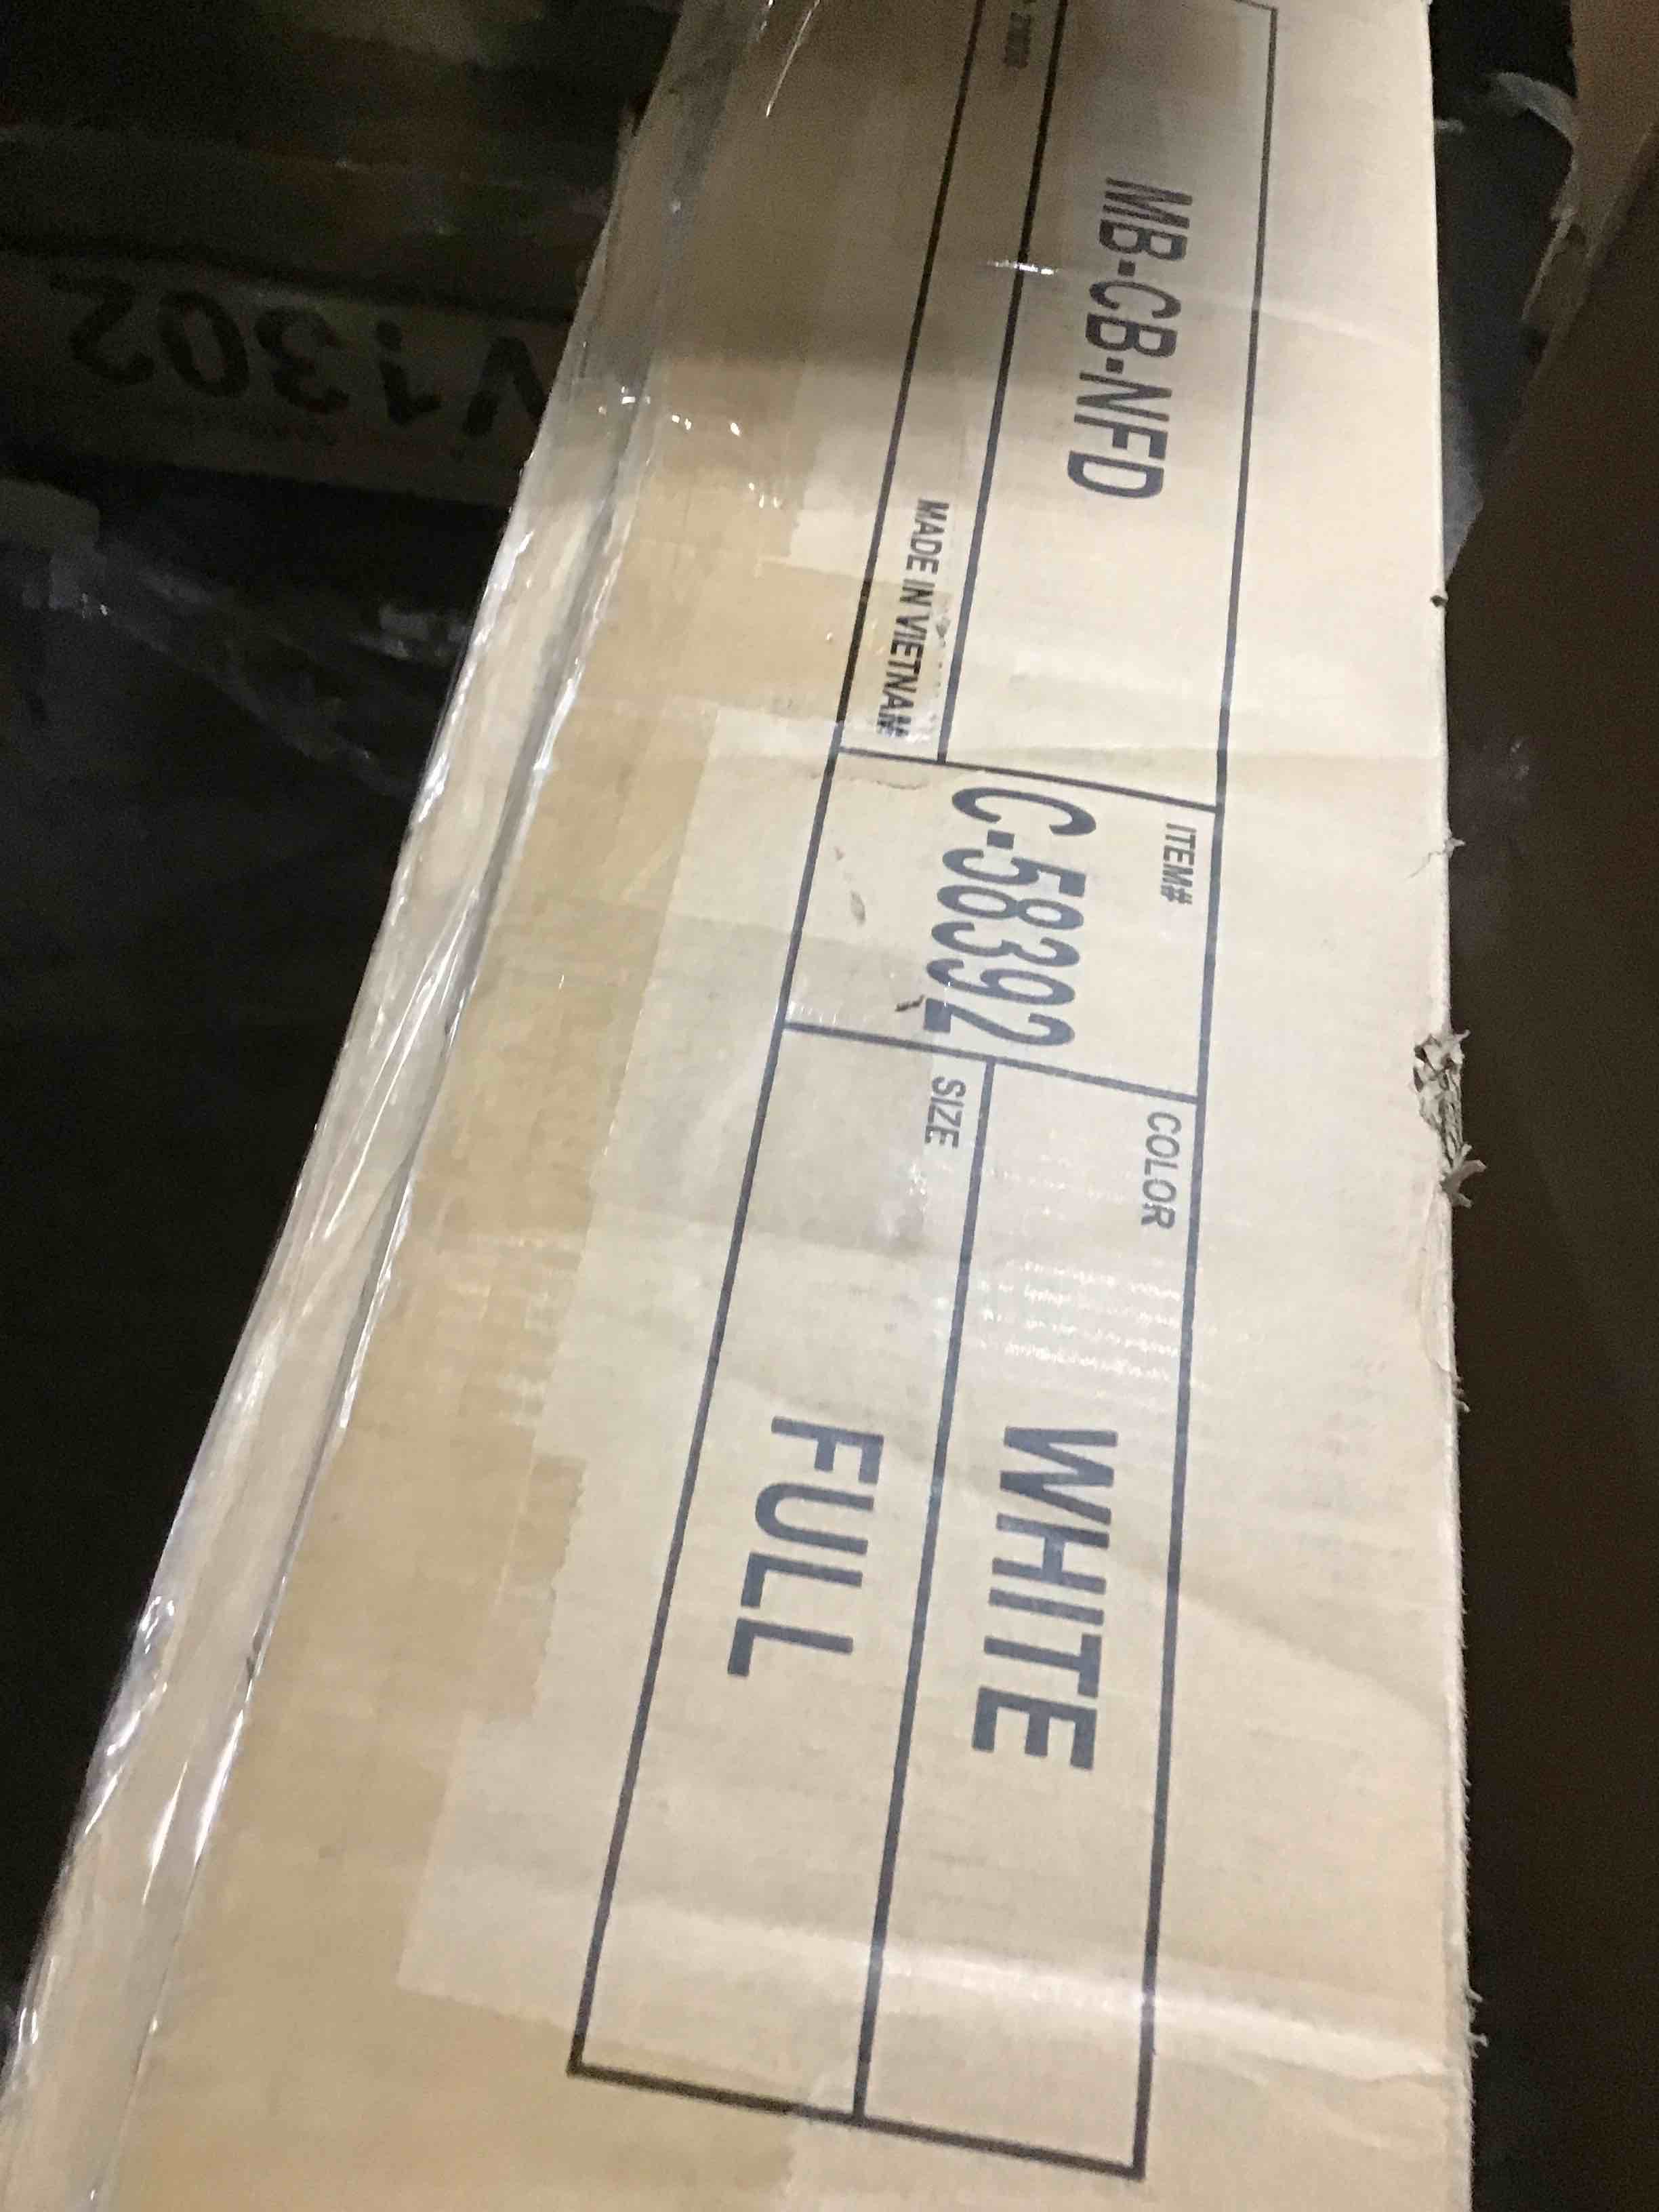 MB-CB-NFD
MADE IN VIETNAM
ITEM#
C-58392
COLOR
WHITE
SIZE
FULL
V1302